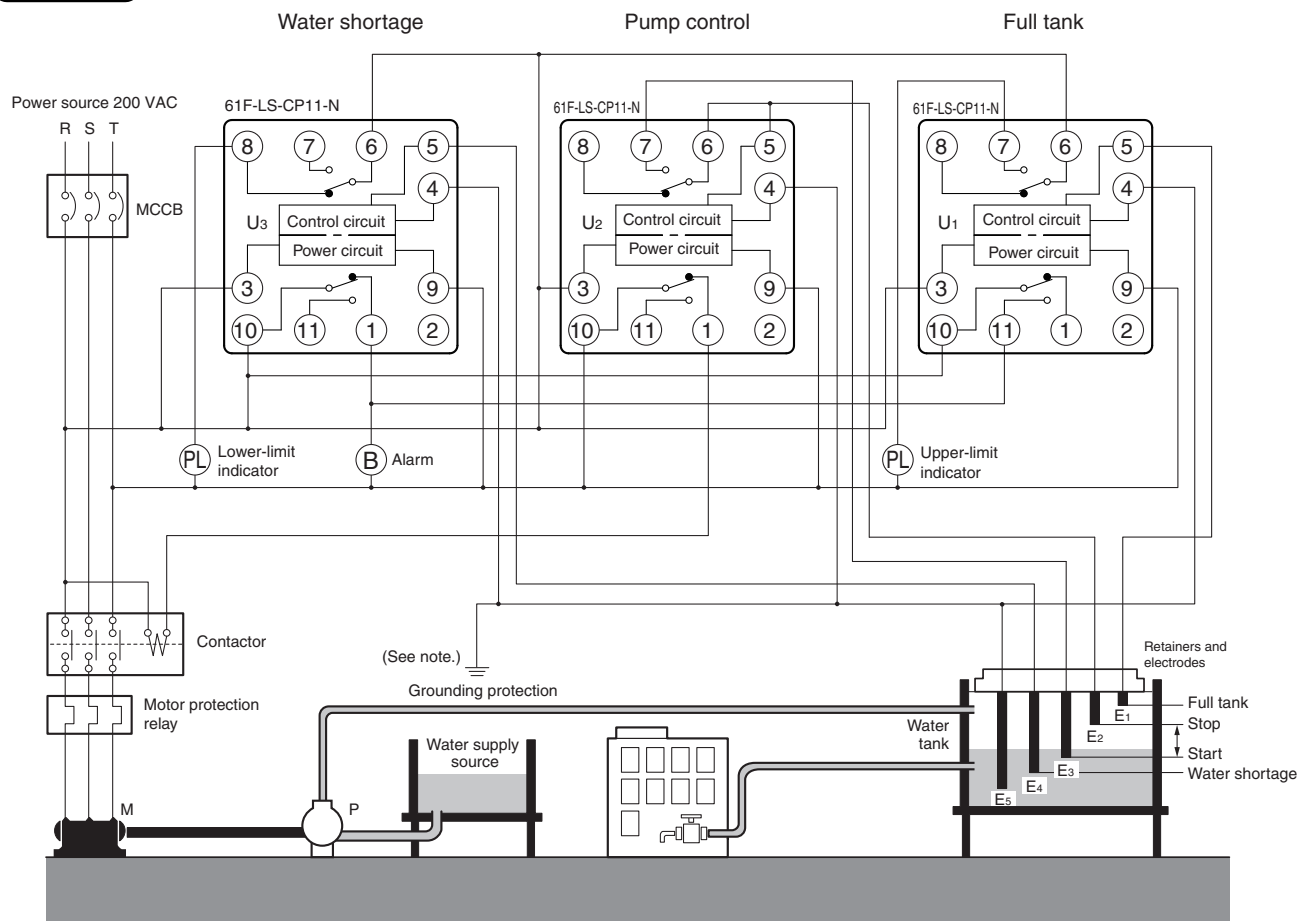 Water shortage
Pump control
Full tank
Power source 200 VAC
R S T
MCCB
61F-LS-CP11-N
8 7 6 5
4
U3
Control circuit
Power circuit
3 9
10 11 1 2
61F-LS-CP11-N
8 7 6 5
4
U2
Control circuit
Power circuit
3 9
10 11 1 2
61F-LS-CP11-N
8 7 6 5
4
U1
Control circuit
Power circuit
3 9
10 11 1 2
PL
Lower-limit
indicator
B
Alarm
PL
Upper-limit
indicator
Contactor
(See note.)
Grounding protection
Motor protection
relay
M
P
Water supply
source
Water
tank
Retainers and
electrodes
Full tank
Stop
Start
Water shortage
E1
E2
E3
E4
E5